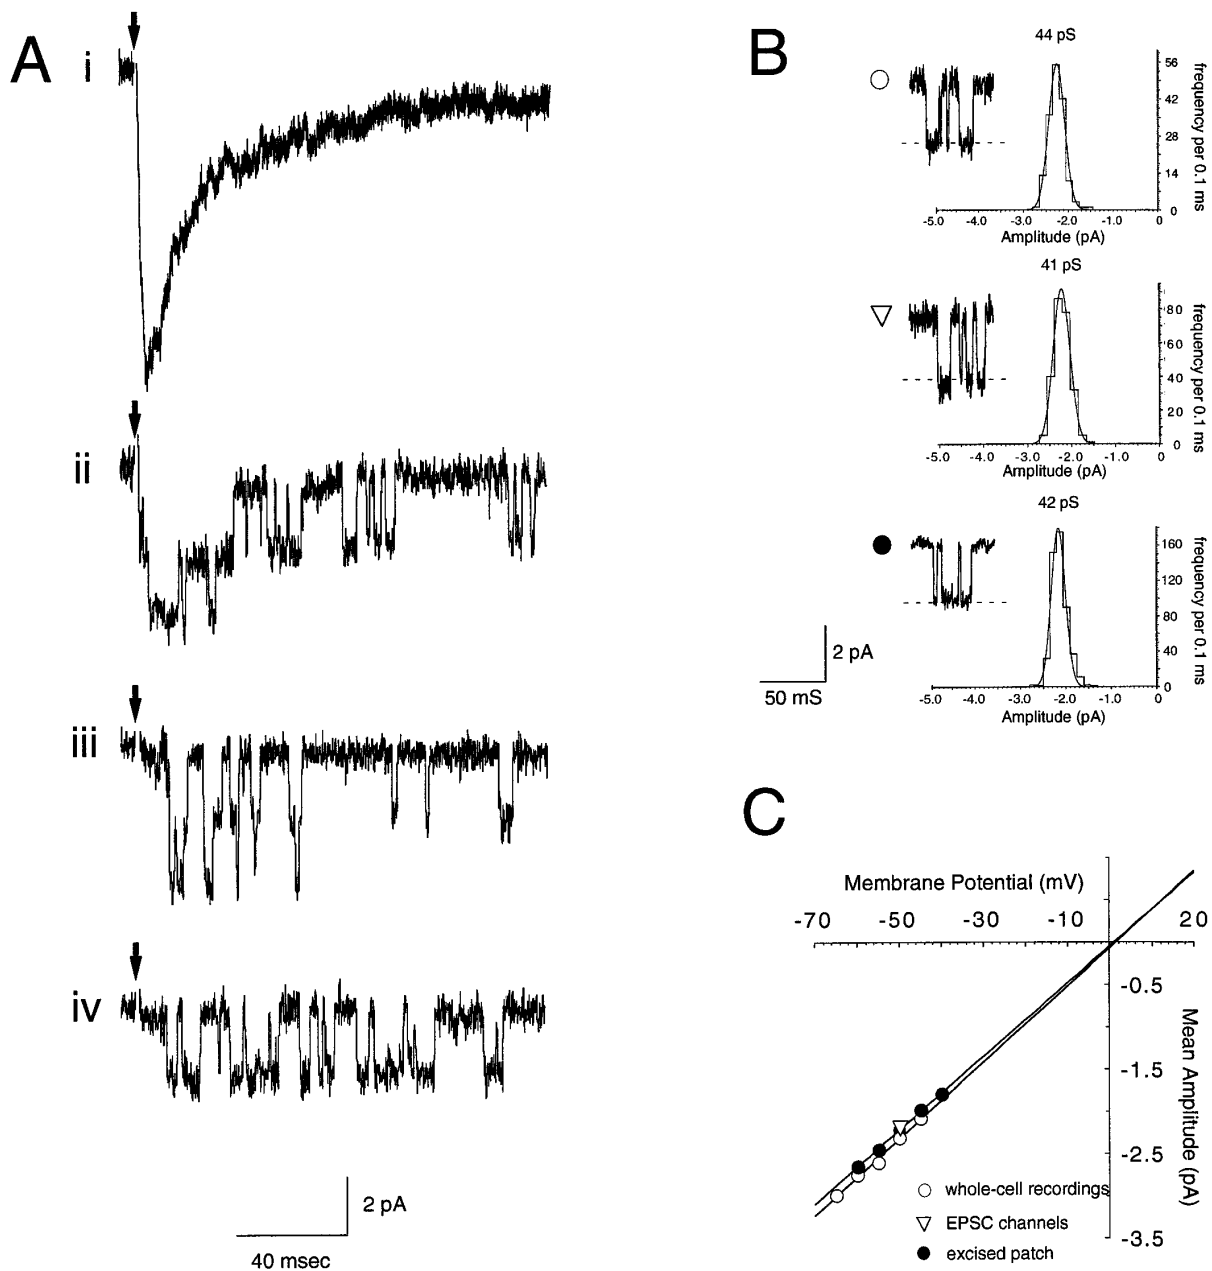 A
i
ii
iii
iv
2 pA
40 msec
B
44 pS
56
42
28
14
0
frequency per 0.1 ms
-5.0 -4.0 -3.0 -2.0 -1.0 0
Amplitude (pA)
41 pS
80
60
40
20
0
frequency per 0.1 ms
-5.0 -4.0 -3.0 -2.0 -1.0 0
Amplitude (pA)
42 pS
160
120
80
40
0
frequency per 0.1 ms
-5.0 -4.0 -3.0 -2.0 -1.0 0
Amplitude (pA)
2 pA
50 mS
C
Membrane Potential (mV)
-70 -50 -30 -10 20
-0.5
-1.5
-2.5
-3.5
Mean Amplitude (pA)
whole-cell recordings
EPSC channels
excised patch